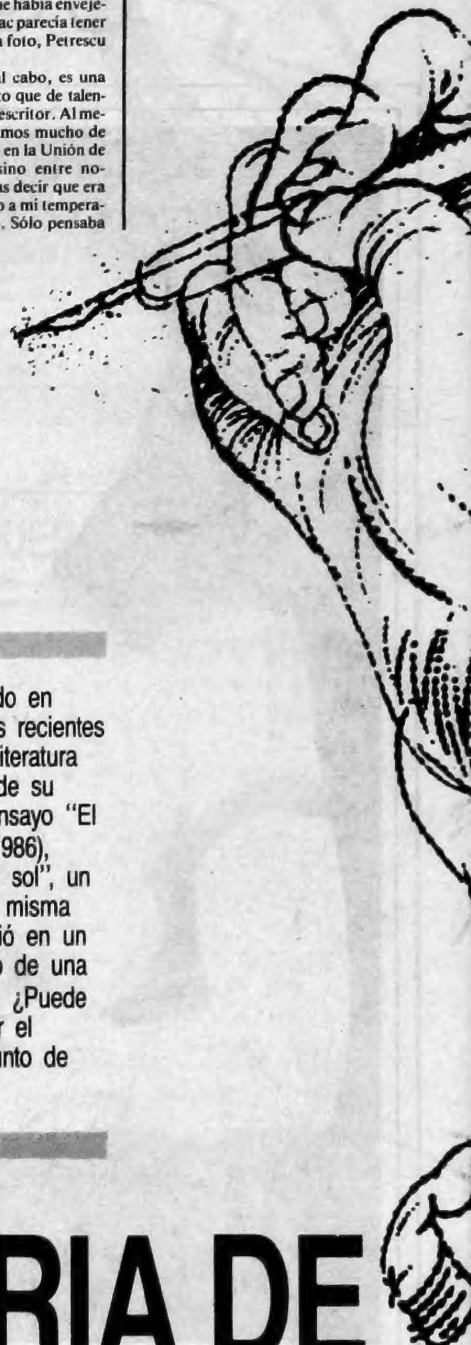 ue había enveje-
ac parecía tener
foto, Petrescu
l cabo, es una
to que de talen-
escritor. Al me-
mos mucho de
en la Unión de
sino entre no-
as decir que era
o a mi tempera-
. Sólo pensaba
do en
s recientes
iteratura
de su
nsayo "El
986),
sol", un
misma
ió en un
o de una
¿Puede
r el
unto de
RIA DE